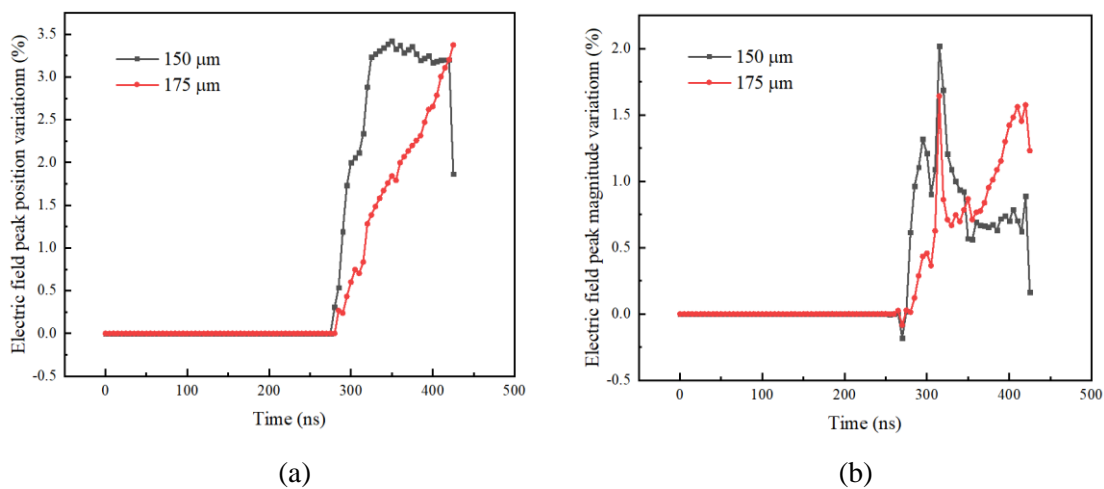 Electric field peak position variationn (%)
3.5
3.0
2.5
2.0
1.5
1.0
0.5
0.0
-0.5
150 μm
175 μm
0
100
200
300
400
500
Time (ns)
(a)
Electric field peak magnitude variationn (%)
2.0
1.5
1.0
0.5
0.0
-0.5
150 μm
175 μm
0
100
200
300
400
500
Time (ns)
(b)